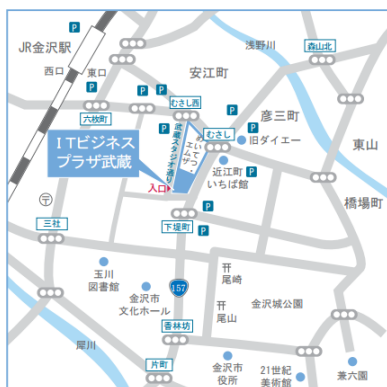 P
JR金沢駅
西口
東口
安江町
浅野川
森山北
P
P
P
P
むさし西
彦三町
六枚町
P
武蔵スタジオ通り
めいてつ・エムザ
むさし
旧ダイエー
東山
ITビジネス
プラザ武蔵
近江町
いちば館
P
入口
P
橋場町
〒
P
下堤町
P
三社
玉川
図書館
金沢市
文化ホール
157
尾崎
尾山
金沢城公園
香林坊
犀川
片町
金沢市
役所
21世紀
美術館
兼六園